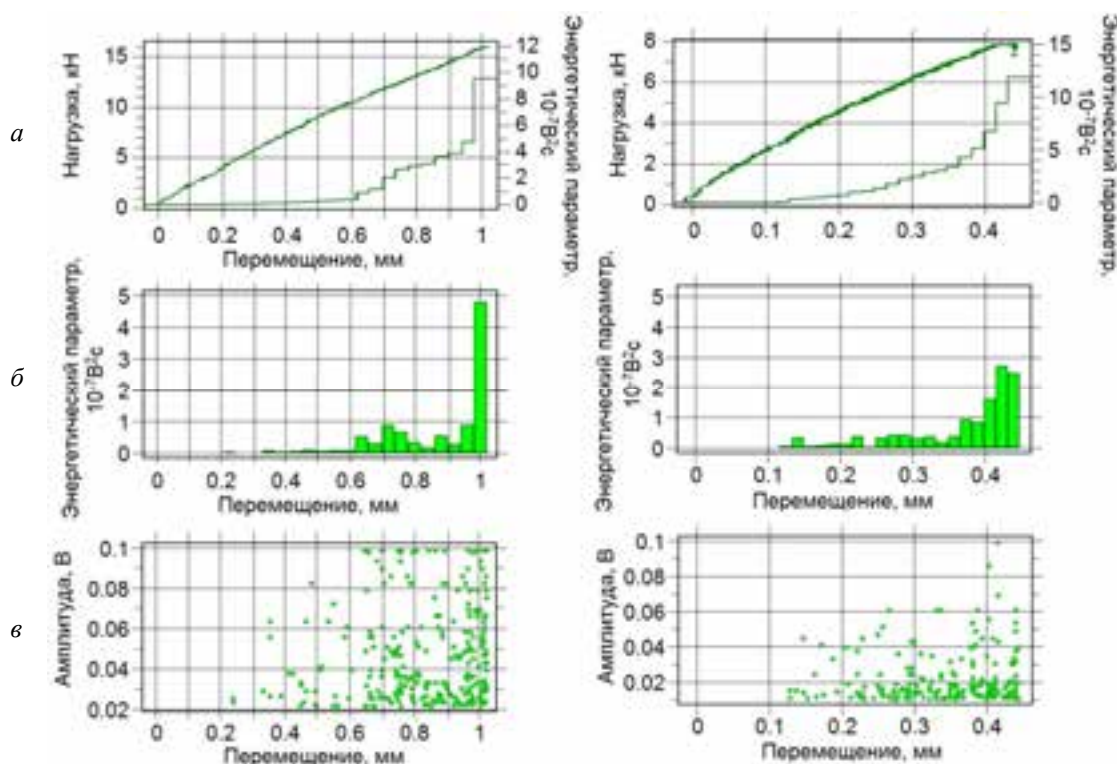 а
Нагрузка, кН
15
10
5
0
12
10
8
6
4
2
0
Энергетический параметр.
10⁻⁷В²с
0 0.2 0.4 0.6 0.8 1
Перемещение, мм
Нагрузка, кН
8
6
4
2
0
15
10
5
0
Энергетический параметр.
10⁻⁷В²с
0 0.1 0.2 0.3 0.4
Перемещение, мм
б
Энергетический параметр,
10⁻⁷В²с
5
4
3
2
1
0
0 0.2 0.4 0.6 0.8 1
Перемещение, мм
Энергетический параметр,
10⁻⁷В²с
5
4
3
2
1
0
0 0.1 0.2 0.3 0.4
Перемещение, мм
в
Амплитуда, В
0.1
0.08
0.06
0.04
0.02
0 0.2 0.4 0.6 0.8 1
Перемещение, мм
Амплитуда, В
0.1
0.08
0.06
0.04
0.02
0 0.1 0.2 0.3 0.4
Перемещение, мм